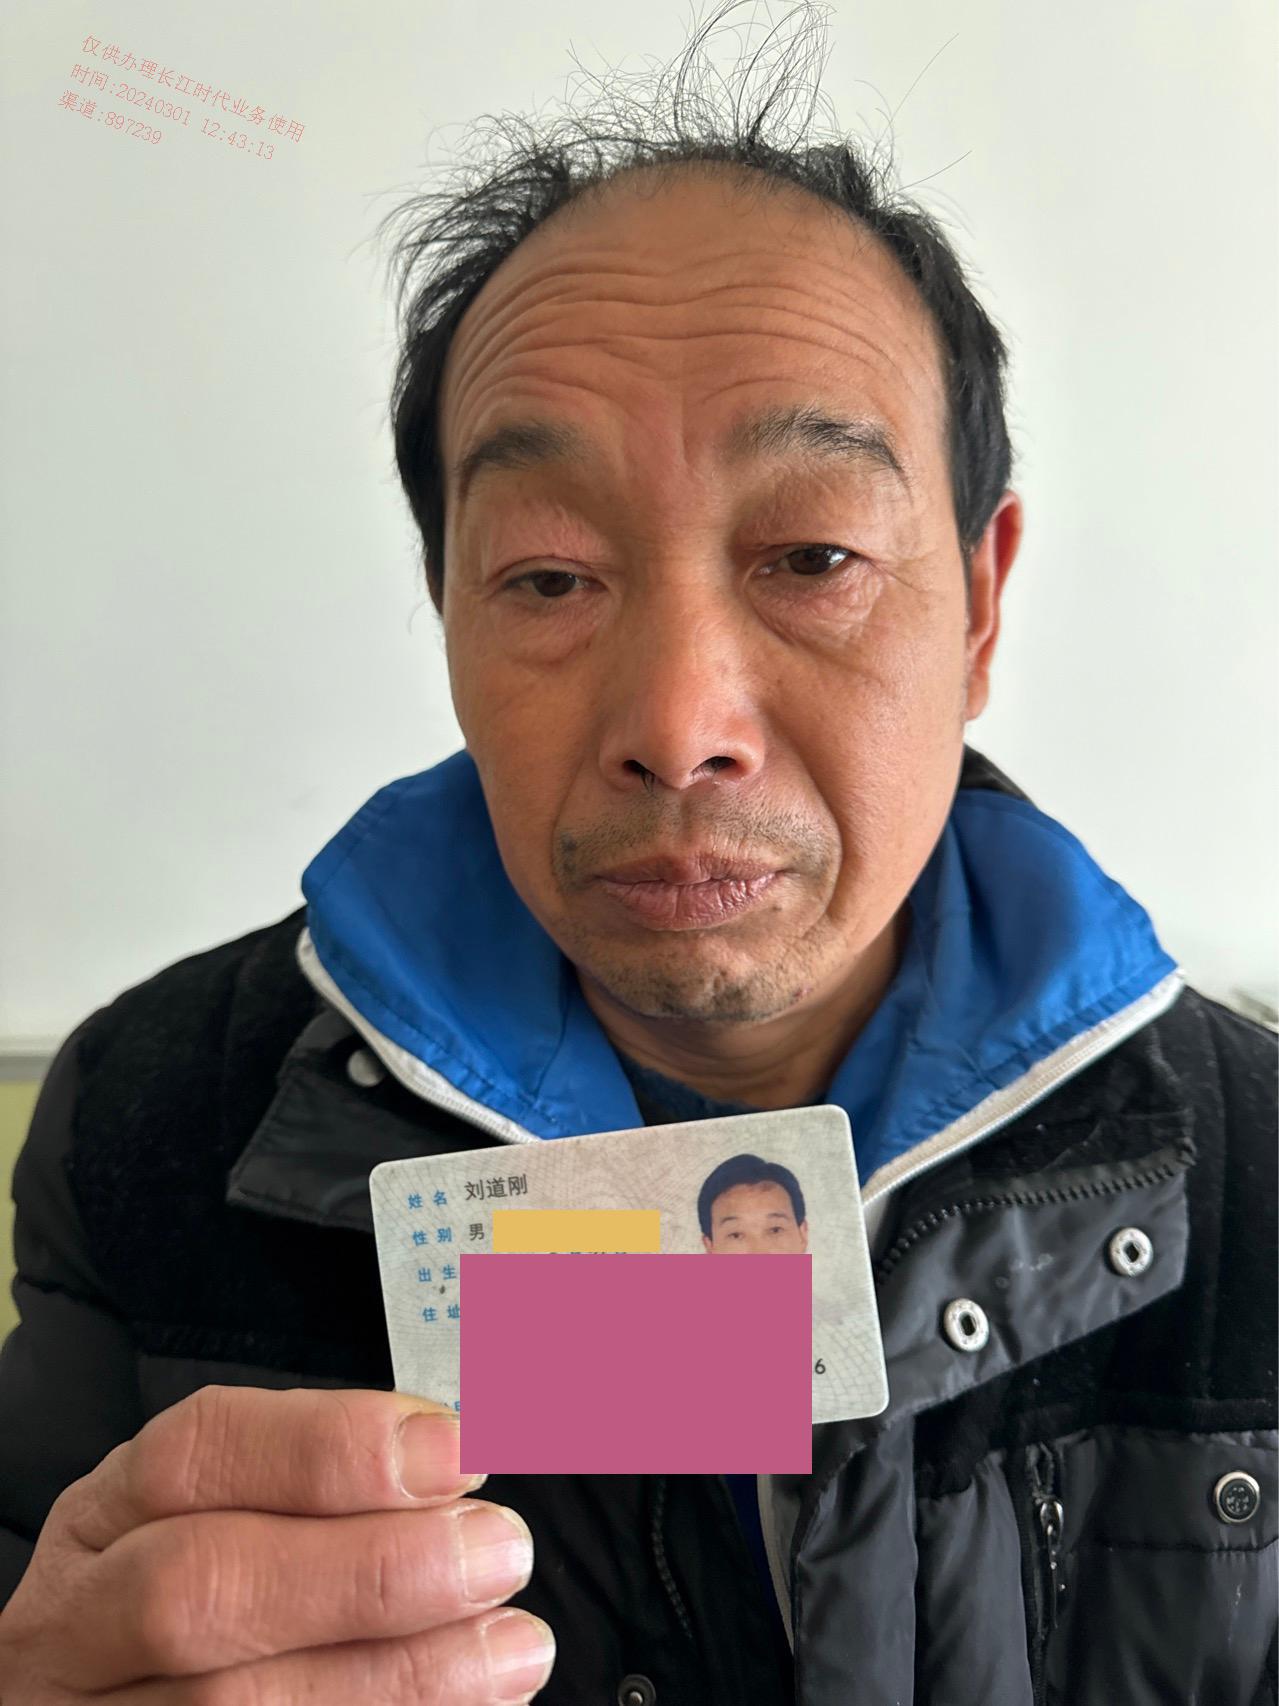 仅供办理长江时代业务使用
时间:20240301 12:43:13
渠道:897239
姓名 刘道刚
性别 男
出生
住址
6